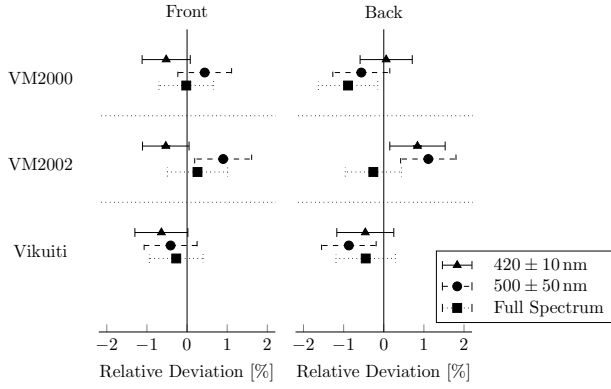 Front Back
VM2000
VM2002
Vikuiti
420 ± 10 nm
500 ± 50 nm
Full Spectrum
−2 −1 0 1 2 −2 −1 0 1 2
Relative Deviation [%] Relative Deviation [%]